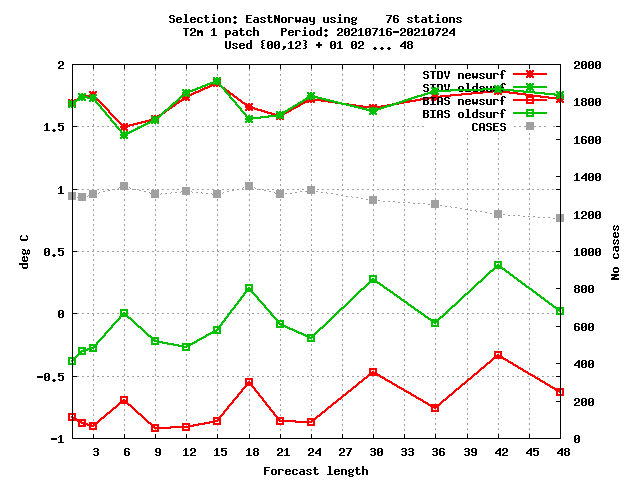 Selection: EastNorway using 76 stations
T2m 1 patch Period: 20210716-20210724
Used {00,12} + 01 02 ... 48
2 2000
STDV newsurf
STDV oldsurf
BIAS newsurf
BIAS oldsurf
CASES
1.5
1
0.5
0
-0.5
-1
1800
1600
1400
1200
1000
800
600
400
200
0
deg C
No cases
3 6 9 12 15 18 21 24 27 30 33 36 39 42 45 48
Forecast length